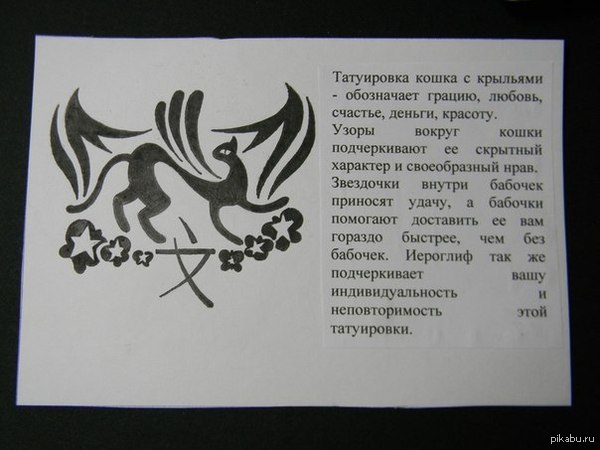 Татуировка кошка с крыльями
- обозначает грацию, любовь,
счастье, деньги, красоту.
Узоры вокруг кошки
подчеркивают ее скрытный
характер и своеобразный нрав.
Звездочки внутри бабочек
приносят удачу, а бабочки
помогают доставить ее вам
гораздо быстрее, чем без
бабочек. Иероглиф так же
подчеркивает вашу
индивидуальность и
неповторимость этой
татуировки.
文
pikabu.ru